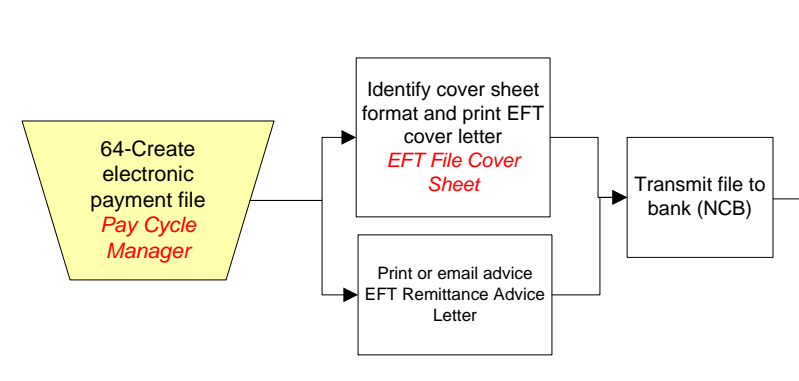 64-Create
electronic
payment file
Pay Cycle
Manager
Identify cover sheet
format and print EFT
cover letter
EFT File Cover
Sheet
Print or email advice
EFT Remittance Advice
Letter
Transmit file to
bank (NCB)